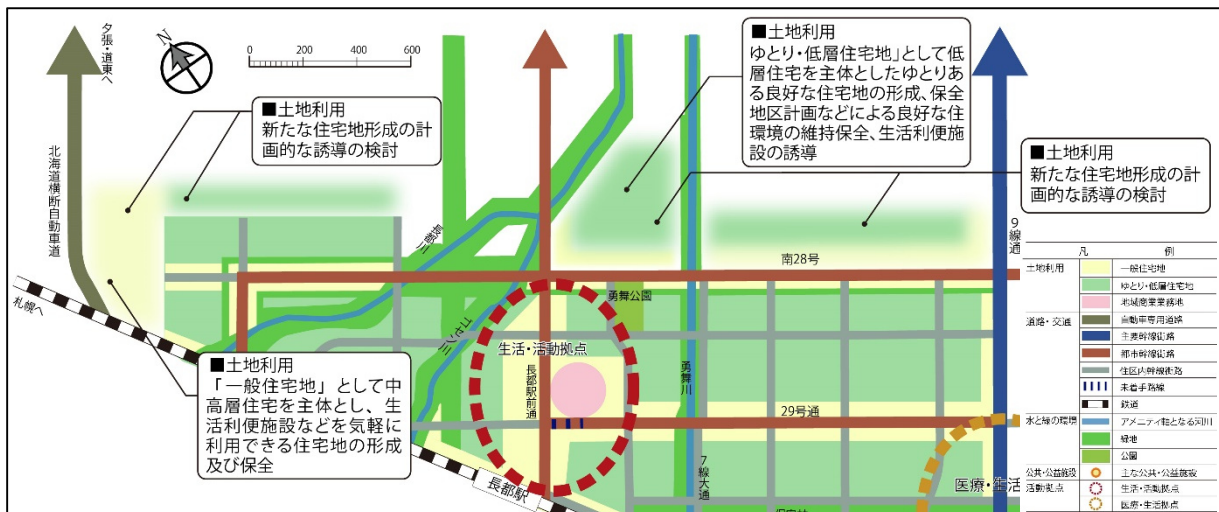 夕張・道東へ
N
0 200 400 600
■土地利用
新たな住宅地形成の計
画的な誘導の検討
■土地利用
ゆとり・低層住宅地」として低
層住宅を主体としたゆとりあ
る良好な住宅地の形成、保全
地区計画などによる良好な住
環境の維持保全、生活利便施
設の誘導
■土地利用
新たな住宅地形成の計
画的な誘導の検討
北海道横断自動車道
札幌へ
長都川
ユカンボシ川
南28号
勇舞公園
9線通
生活・活動拠点
長都駅前通
勇舞川
29号通
7線大通
長都駅
医療・生活
■土地利用
「一般住宅地」として中
高層住宅を主体とし、生
活利便施設などを気軽に
利用できる住宅地の形成
及び保全
凡 例
土地利用
一般住宅地
ゆとり・低層住宅地
地域商業業務地
道路・交通
自動車専用道路
主要幹線街路
都市幹線街路
住区内幹線街路
未着手路線
鉄道
水と緑の環境
アメニティ軸となる河川
緑地
公園
公共・公益施設
主な公共・公益施設
活動拠点
生活・活動拠点
医療・生活拠点